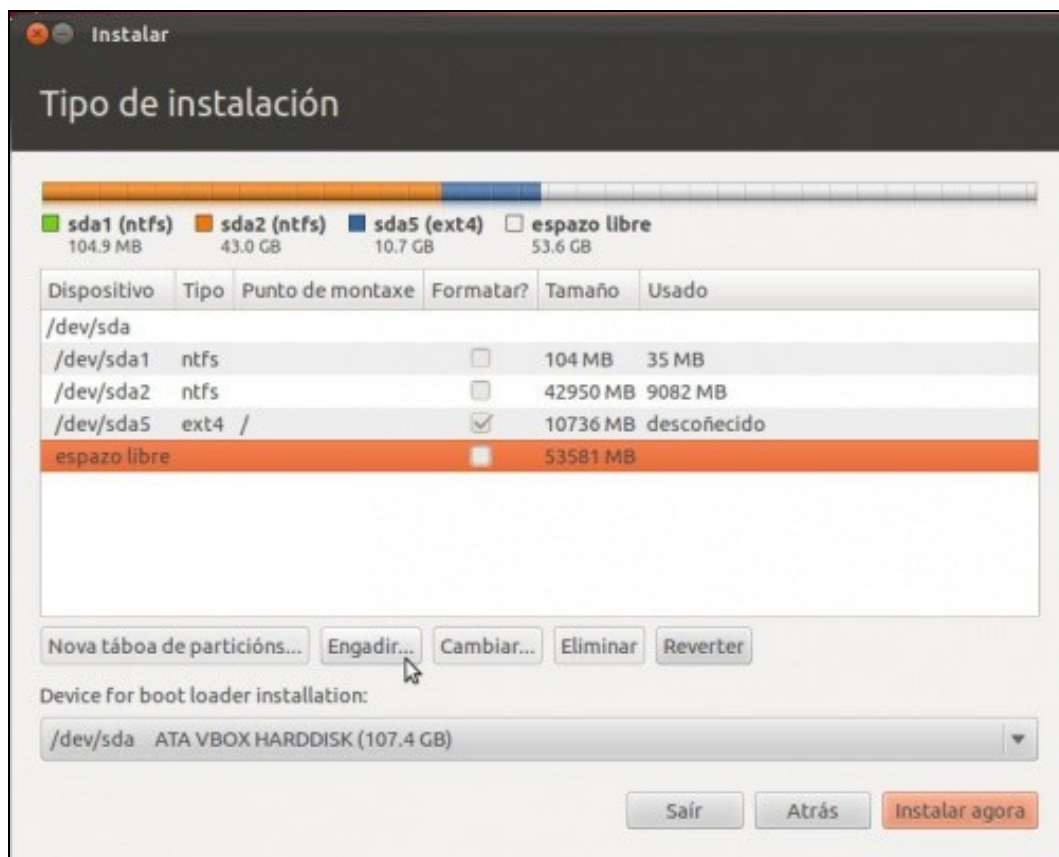 Instalar
Tipo de instalación
sda1 (ntfs) sda2 (ntfs) sda5 (ext4) espazo libre
104.9 MB 43.0 GB 10.7 GB 53.6 GB
Dispositivo Tipo Punto de montaxe Formatar? Tamaño Usado
/dev/sda
/dev/sda1 ntfs 104 MB 35 MB
/dev/sda2 ntfs 42950 MB 9082 MB
/dev/sda5 ext4 / 10736 MB descoñecido
espazo libre 53581 MB
Nova táboa de particións... Engadir... Cambiar... Eliminar Reverter
Device for boot loader installation:
/dev/sda ATA VBOX HARDDISK (107.4 GB)
Saír Atrás Instalar agora